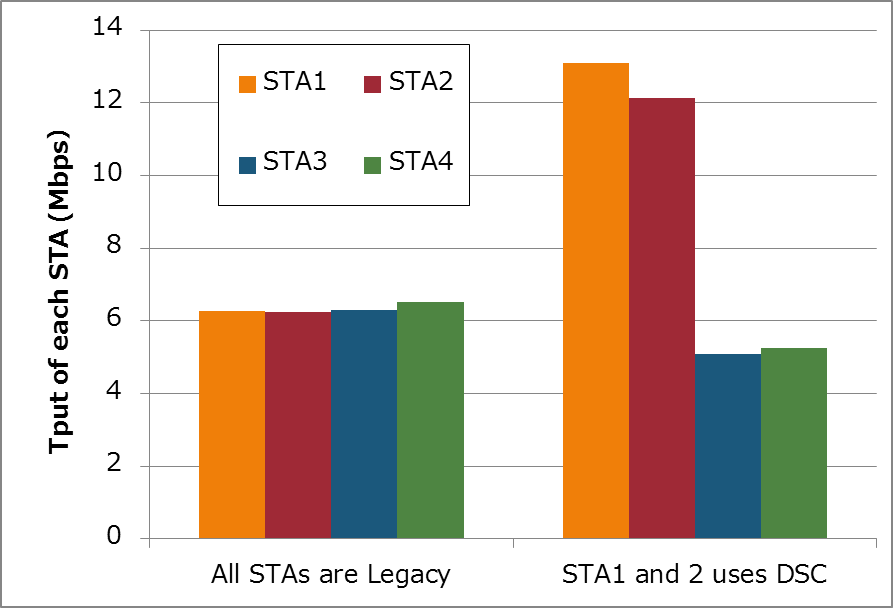 Tput of each STA (Mbps)
14
12
10
8
6
4
2
0
STA1
STA2
STA3
STA4
All STAs are Legacy
STA1 and 2 uses DSC